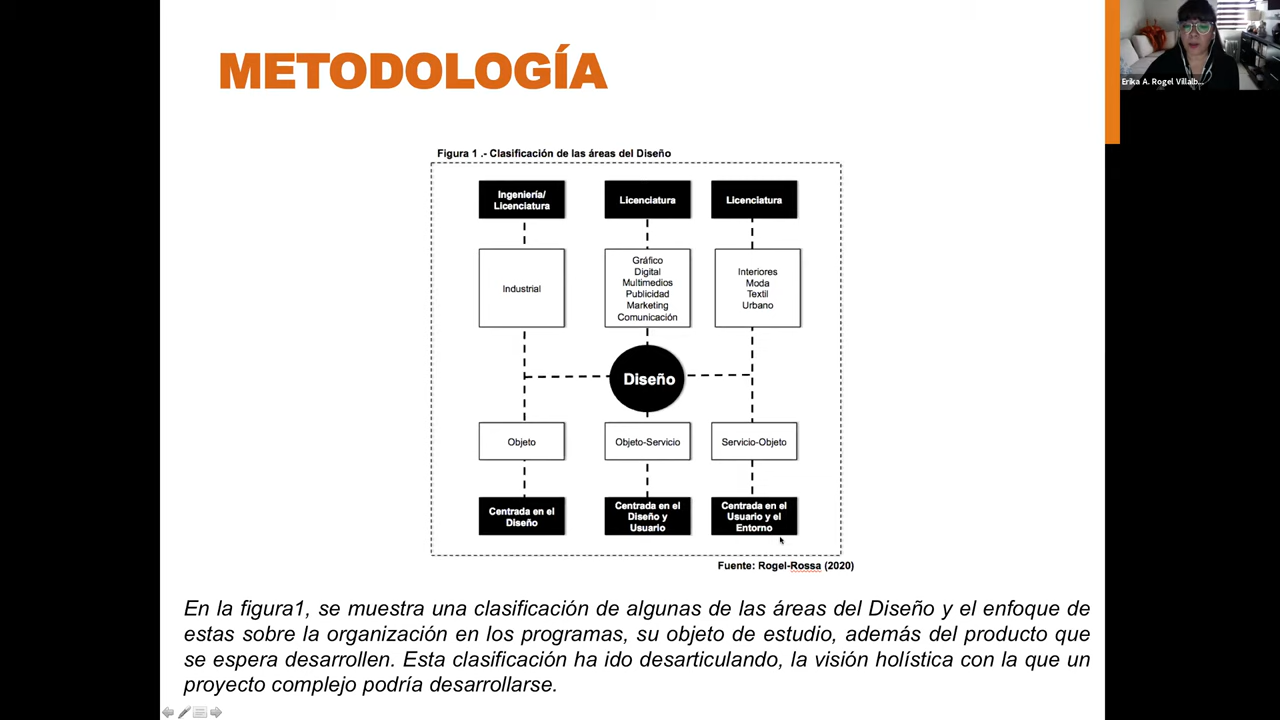 METODOLOGÍA
Erika A. Rogel Villalb...
Figura 1 .- Clasificación de las áreas del Diseño
Ingeniería/
Licenciatura
Licenciatura
Licenciatura
Industrial
Gráfico
Digital
Multimedios
Publicidad
Marketing
Comunicación
Interiores
Moda
Textil
Urbano
Diseño
Objeto
Objeto-Servicio
Servicio-Objeto
Centrada en el
Diseño
Centrada en el
Diseño y
Usuario
Centrada en el
Usuario y el
Entorno
Fuente: Rogel-Rossa (2020)
En la figura1, se muestra una clasificación de algunas de las áreas del Diseño y el enfoque de
estas sobre la organización en los programas, su objeto de estudio, además del producto que
se espera desarrollen. Esta clasificación ha ido desarticulando, la visión holística con la que un
proyecto complejo podría desarrollarse.